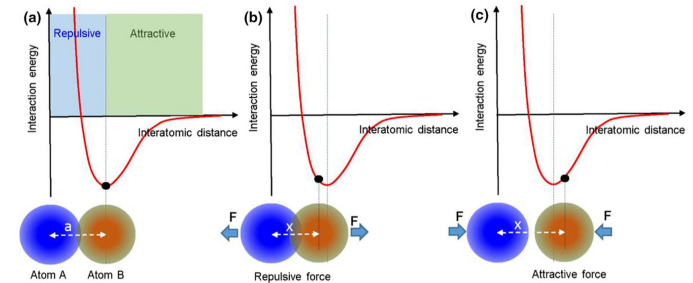 (a)
Repulsive
Attractive
Interaction energy
Interatomic distance
a
Atom A
Atom B
(b)
Interaction energy
Interatomic distance
F
x
F
Repulsive force
(c)
Interaction energy
Interatomic distance
F
x
F
Attractive force